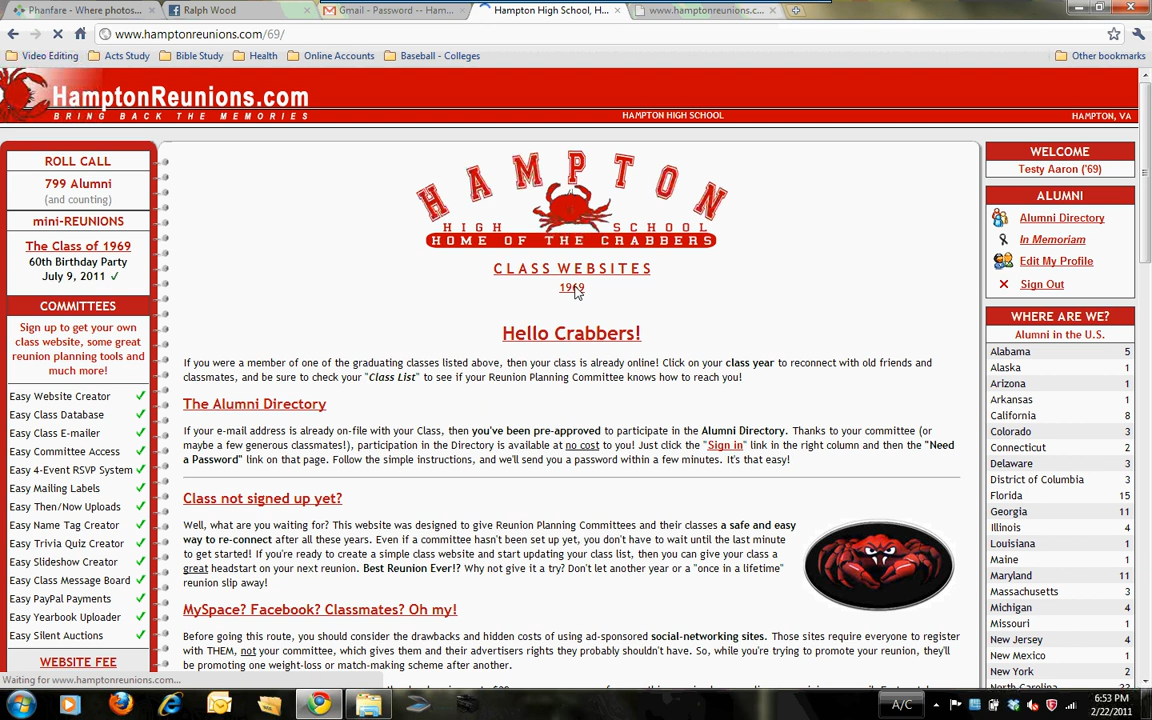 Phanfare - Where photos...
Ralph Wood
Gmail - Password -- Ham...
Hampton High School, H...
www.hamptonreunions.c...
www.hamptonreunions.com/69/
Video Editing
Acts Study
Bible Study
Health
Online Accounts
Baseball - Colleges
Other bookmarks
HamptonReunions.com
BRING BACK THE MEMORIES
HAMPTON HIGH SCHOOL
HAMPTON, VA
ROLL CALL
799 Alumni
(and counting)
mini-REUNIONS
The Class of 1969
60th Birthday Party
July 9, 2011 ✓
COMMITTEES
Sign up to get your own
class website, some great
reunion planning tools and
much more!
Easy Website Creator
Easy Class Database
Easy Class E-mailer
Easy Committee Access
Easy 4-Event RSVP System
Easy Mailing Labels
Easy Then/Now Uploads
Easy Name Tag Creator
Easy Trivia Quiz Creator
Easy Slideshow Creator
Easy Class Message Board
Easy PayPal Payments
Easy Yearbook Uploader
Easy Silent Auctions
WEBSITE FEE
HAMPTON
HIGH SCHOOL
HOME OF THE CRABBERS
CLASS WEBSITES
1969
Hello Crabbers!
If you were a member of one of the graduating classes listed above, then your class is already online! Click on your class year to reconnect with old friends and
classmates, and be sure to check your "Class List" to see if your Reunion Planning Committee knows how to reach you!
The Alumni Directory
If your e-mail address is already on-file with your Class, then you've been pre-approved to participate in the Alumni Directory. Thanks to your committee (or
maybe a few generous classmates!), participation in the Directory is available at no cost to you! Just click the "Sign in" link in the right column and then the "Need
a Password" link on that page. Follow the simple instructions, and we'll send you a password within a few minutes. It's that easy!
Class not signed up yet?
Well, what are you waiting for? This website was designed to give Reunion Planning Committees and their classes a safe and easy
way to re-connect after all these years. Even if a committee hasn't been set up yet, you don't have to wait until the last minute
to get started! If you're ready to create a simple class website and start updating your class list, then you can give your class a
great headstart on your next reunion. Best Reunion Ever!? Why not give it a try? Don't let another year or a "once in a lifetime"
reunion slip away!
MySpace? Facebook? Classmates? Oh my!
Before going this route, you should consider the drawbacks and hidden costs of using ad-sponsored social-networking sites. Those sites require everyone to register
with THEM, not your committee, which gives them and their advertisers rights they probably shouldn't have. So, while you're trying to promote your reunion, they'll
be promoting one weight-loss or match-making scheme after another.
WELCOME
Testy Aaron ('69)
ALUMNI
Alumni Directory
In Memoriam
Edit My Profile
Sign Out
WHERE ARE WE?
Alumni in the U.S.
Alabama 5
Alaska 1
Arizona 1
Arkansas 1
California 8
Colorado 3
Connecticut 2
Delaware 3
District of Columbia 3
Florida 15
Georgia 11
Illinois 4
Louisiana 1
Maine 1
Maryland 11
Massachusetts 3
Michigan 4
Missouri 1
New Jersey 4
New Mexico 1
New York 2
Waiting for www.hamptonreunions.com...
A/C
6:53 PM
2/22/2011